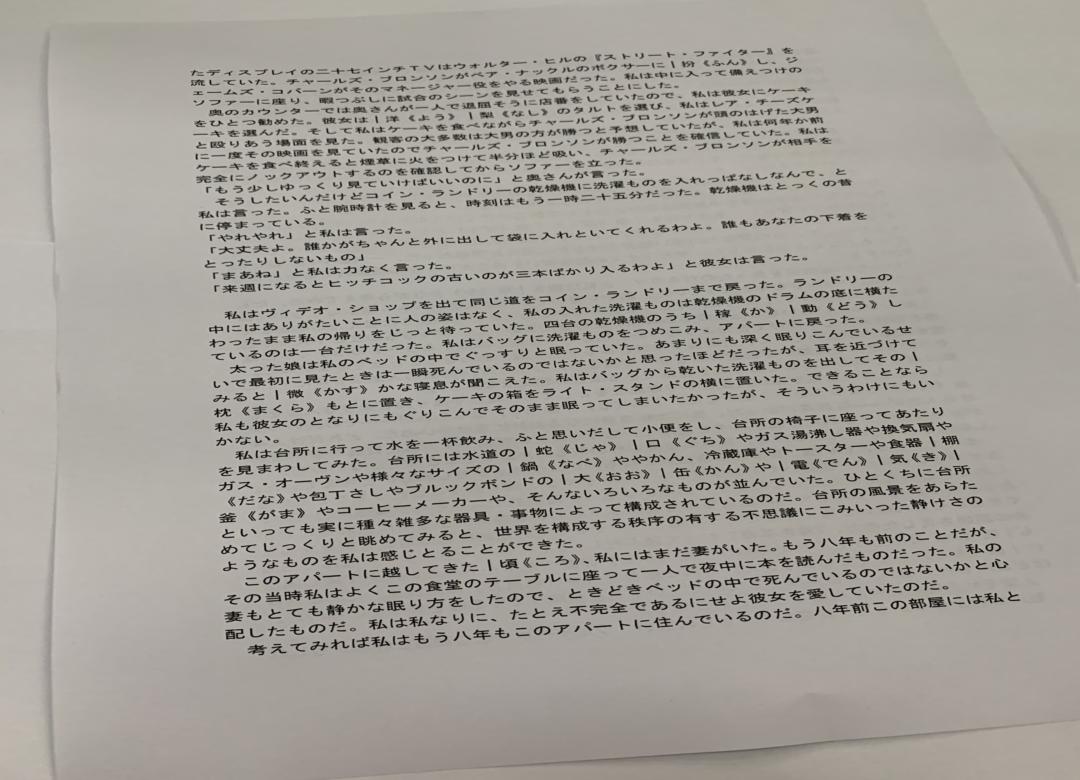 たディスプレイの二十七インチＴＶはウォルター・ヒルの『ストリート・ファイター』を
流していた。チャールズ・ブロンソンがベア・ナックルのボクサーに｜扮《ふん》し、ジ
ェームズ・コバーンがそのマネージャー役をやる映画だった。私は中に入って備えつけの
ソファーに座り、暇つぶしに試合のシーンを見せてもらうことにした。
　奥のカウンターでは奥さんが一人で退屈そうに店番をしていたので、私は彼女にケーキ
をひとつ勧めた。彼女は｜洋《よう》｜梨《なし》のタルトを選び、私はレア・チーズケ
ーキを選んだ。そして私はケーキを食べながらチャールズ・ブロンソンが頭のはげた大男
と殴りあう場面を見た。観客の大多数は大男の方が勝つと予想していたが、私は何年か前
に一度その映画を見ていたのでチャールズ・ブロンソンが勝つことを確信していた。私は
ケーキを食べ終えると煙草に火をつけて半分ほど吸い、チャールズ・ブロンソンが相手を
完全にノックアウトするのを確認してからソファーを立った。
「もう少しゆっくり見ていけばいいのに」と奥さんが言った。
　そうしたいんだけどコイン・ランドリーの乾燥機に洗濯ものを入れっぱなしなんで、と
私は言った。ふと腕時計を見ると、時刻はもう一時二十五分だった。乾燥機はとっくの昔
に停まっている。
「やれやれ」と私は言った。
「大丈夫よ。誰かがちゃんと外に出して袋に入れといてくれるわよ。誰もあなたの下着を
とったりしないもの」
「まあね」と私は力なく言った。
「来週になるとヒッチコックの古いのが三本ばかり入るわよ」と彼女は言った。
　私はヴィデオ・ショップを出て同じ道をコイン・ランドリーまで戻った。ランドリーの
中にはありがたいことに人の姿はなく、私の入れた洗濯ものは乾燥機のドラムの底に横た
わったまま私の帰りをじっと待っていた。四台の乾燥機のうち｜稼《か》｜動《どう》し
ているのは一台だけだった。私はバッグに洗濯ものをつめこみ、アパートに戻った。
　太った娘は私のベッドの中でぐっすりと眠っていた。あまりにも深く眠りこんでいるせ
いで最初に見たときは一瞬死んでいるのではないかと思ったほどだったが、耳を近づけて
みると｜微《かす》かな寝息が聞こえた。私はバッグから乾いた洗濯ものを出してその｜
枕《まくら》もとに置き、ケーキの箱をライト・スタンドの横に置いた。できることなら
私も彼女のとなりにもぐりこんでそのまま眠ってしまいたかったが、そういうわけにもい
かない。
　私は台所に行って水を一杯飲み、ふと思いだして小便をし、台所の椅子に座ってあたり
を見まわしてみた。台所には水道の｜蛇《じゃ》｜口《ぐち》やガス湯沸し器や換気扇や
ガス・オーヴンや様々なサイズの｜鍋《なべ》ややかん、冷蔵庫やトースターや食器｜棚
《だな》や包丁さしやブルックボンドの｜大《おお》｜缶《かん》や｜電《でん》｜気《き》｜
釜《がま》やコーヒーメーカーや、そんないろいろなものが並んでいた。ひとくちに台所
といっても実に種々雑多な器具・事物によって構成されているのだ。台所の風景をあらた
めてじっくりと眺めてみると、世界を構成する秩序の有する不思議にこみいった静けさの
ようなものを私は感じとることができた。
　このアパートに越してきた｜頃《ころ》、私にはまだ妻がいた。もう八年も前のことだが、
その当時私はよくこの食堂のテーブルに座って一人で夜中に本を読んだものだった。私の
妻もとても静かな眠り方をしたので、ときどきベッドの中で死んでいるのではないかと心
配したものだ。私は私なりに、たとえ不完全であるにせよ彼女を愛していたのだ。
　考えてみれば私はもう八年もこのアパートに住んでいるのだ。八年前この部屋には私と